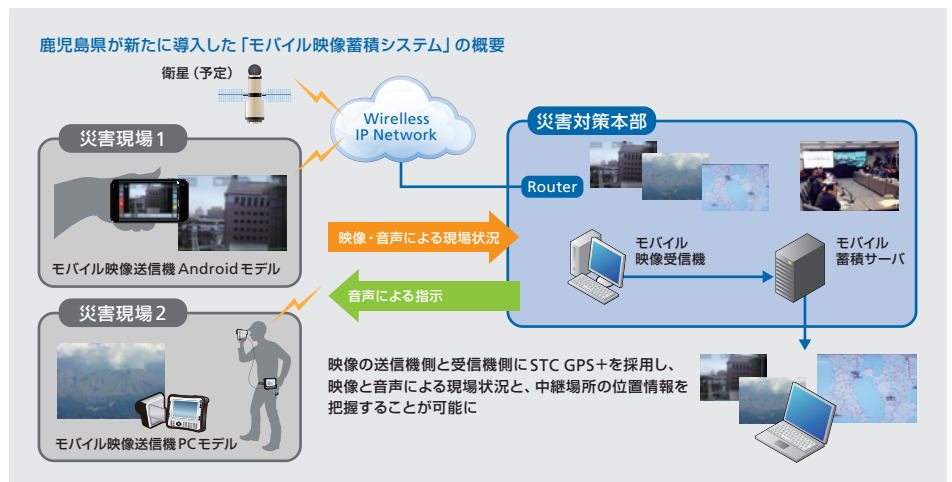 鹿児島県が新たに導入した「モバイル映像蓄積システム」の概要
衛星（予定）
Wirelless
IP Network
災害現場1
モバイル映像送信機Androidモデル
災害現場2
モバイル映像送信機PCモデル
映像・音声による現場状況
音声による指示
災害対策本部
Router
モバイル
映像受信機
モバイル
蓄積サーバ
映像の送信機側と受信機側にSTC GPS＋を採用し、
映像と音声による現場状況と、中継場所の位置情報を
把握することが可能に